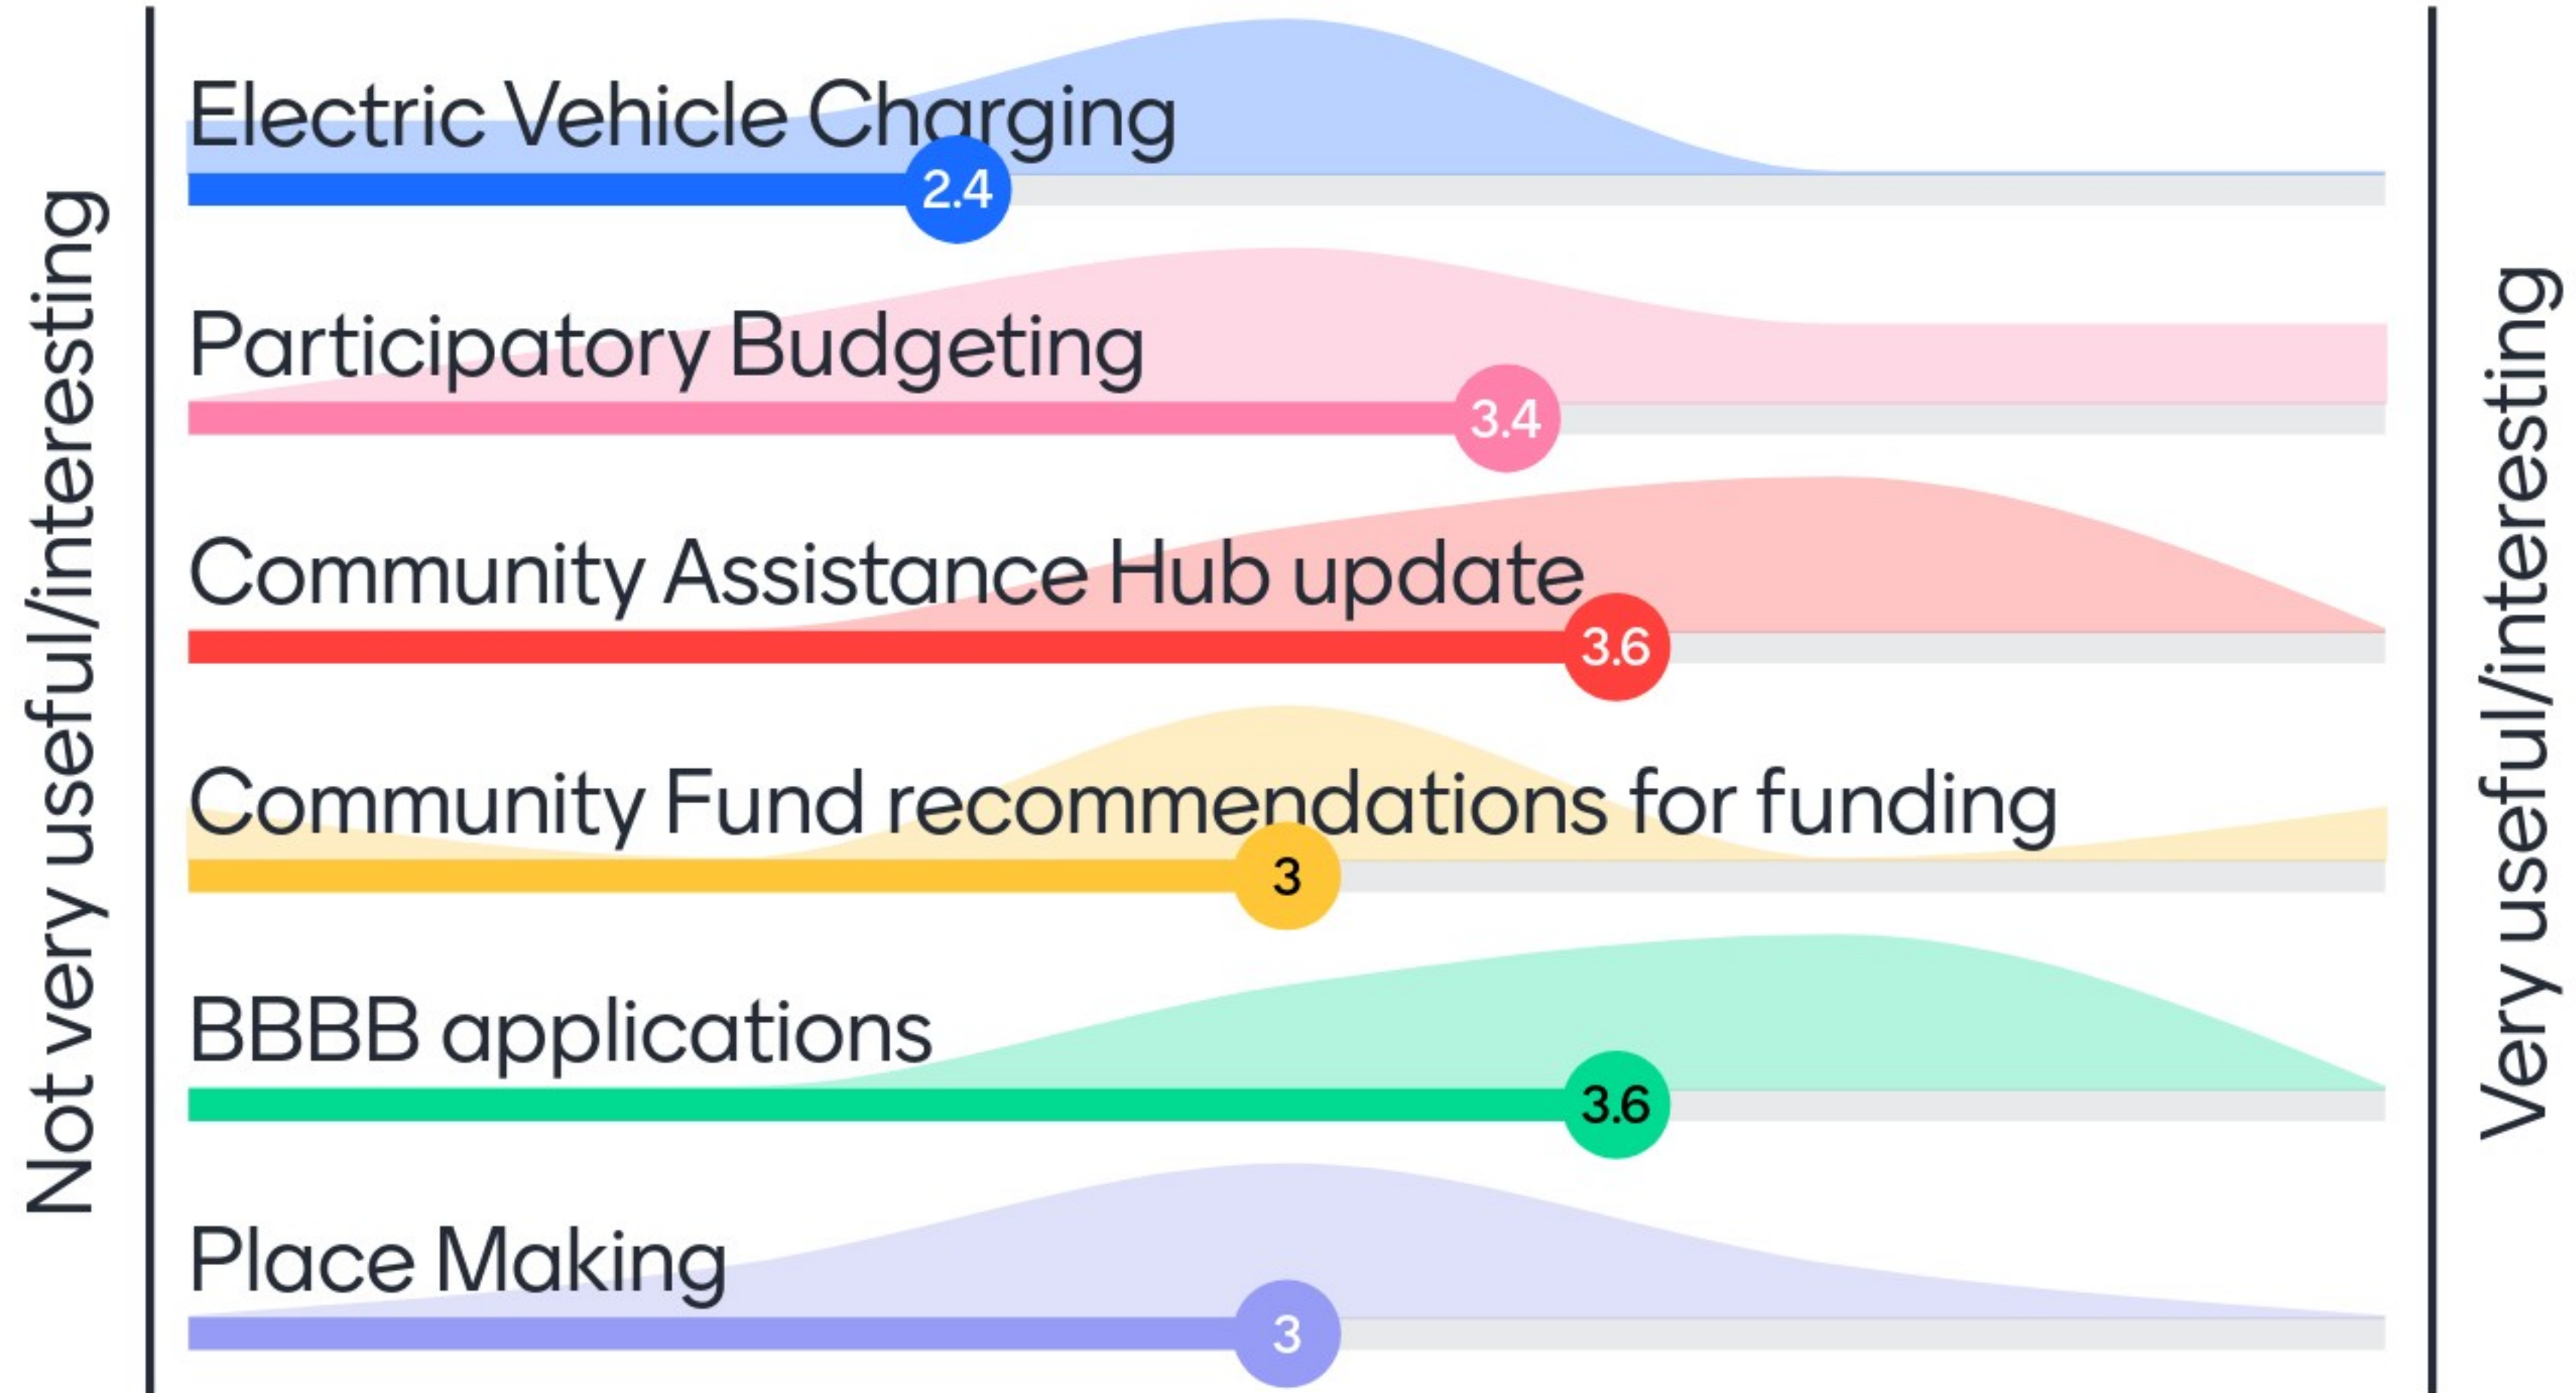 Not very useful/interesting
Electric Vehicle Charging
2.4
Participatory Budgeting
3.4
Community Assistance Hub update
3.6
Community Fund recommendations for funding
3
BBBB applications
3.6
Place Making
3
Very useful/interesting